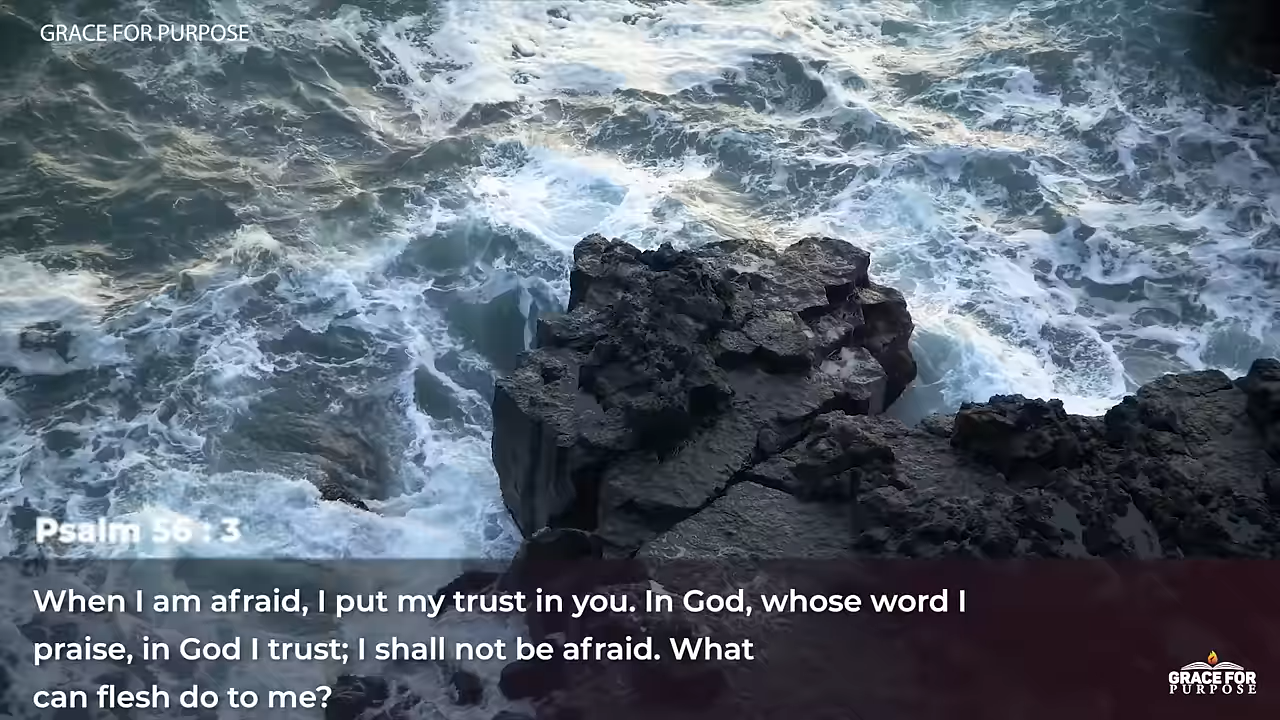 GRACE FOR PURPOSE
Psalm 56 : 3
When I am afraid, I put my trust in you. In God, whose word I
praise, in God I trust; I shall not be afraid. What
can flesh do to me?
GRACE FOR
PURPOSE